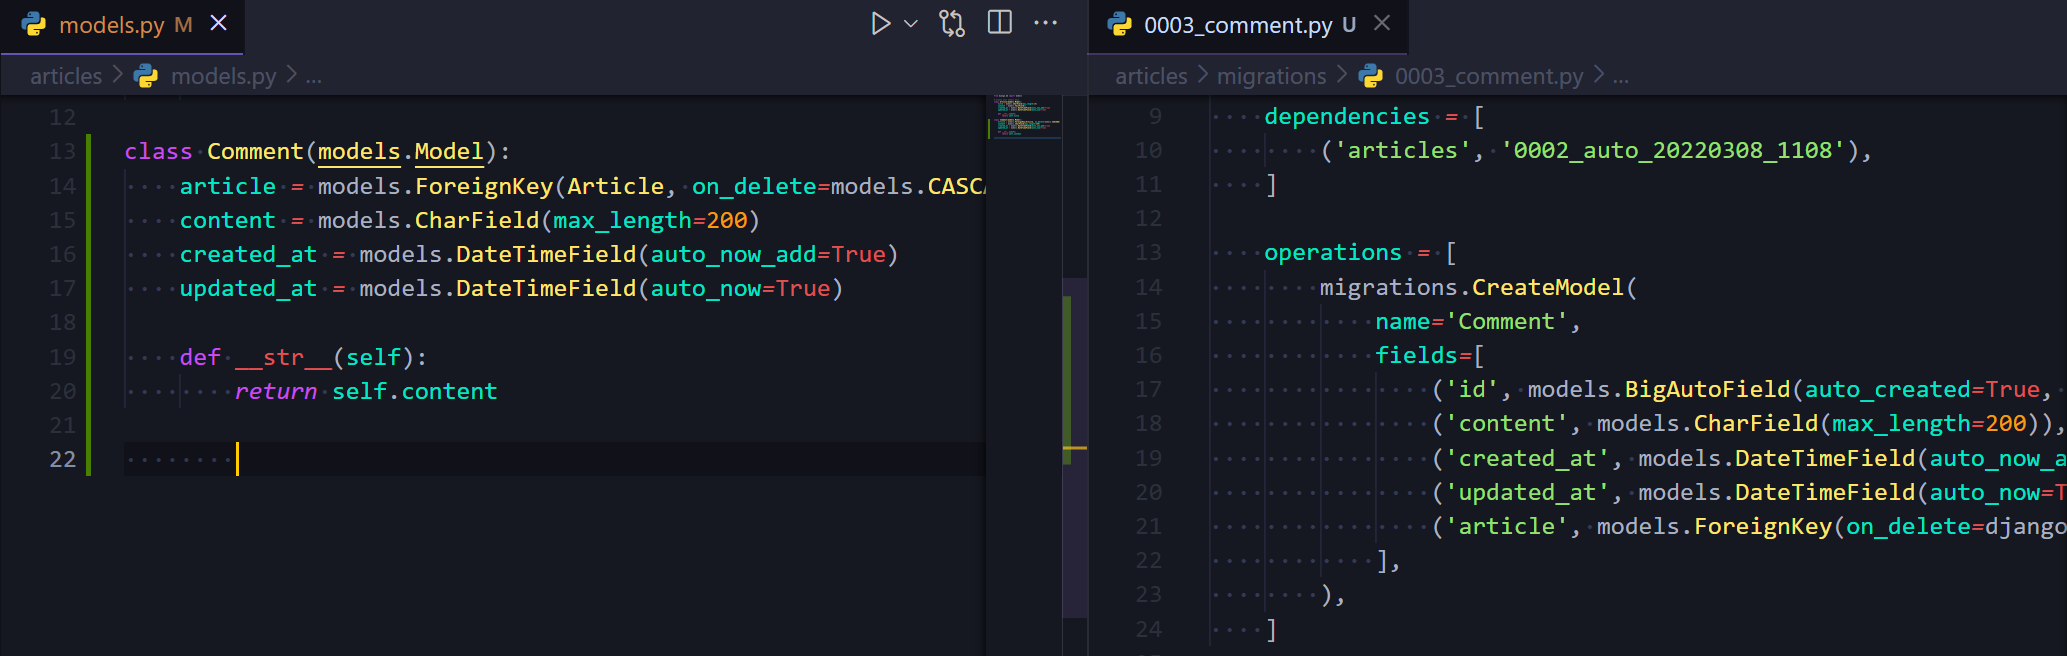 models.py M
articles > models.py > ...
12
13 class Comment(models.Model):
14 article = models.ForeignKey(Article, on_delete=models.CASCA
15 content = models.CharField(max_length=200)
16 created_at = models.DateTimeField(auto_now_add=True)
17 updated_at = models.DateTimeField(auto_now=True)
18
19 def __str__(self):
20 return self.content
21
22
0003_comment.py U
articles > migrations > 0003_comment.py > ...
9 dependencies = [
10 ('articles', '0002_auto_20220308_1108'),
11 ]
12
13 operations = [
14 migrations.CreateModel(
15 name='Comment',
16 fields=[
17 ('id', models.BigAutoField(auto_created=True,
18 ('content', models.CharField(max_length=200)),
19 ('created_at', models.DateTimeField(auto_now_a
20 ('updated_at', models.DateTimeField(auto_now=T
21 ('article', models.ForeignKey(on_delete=django
22 ],
23 ),
24 ]